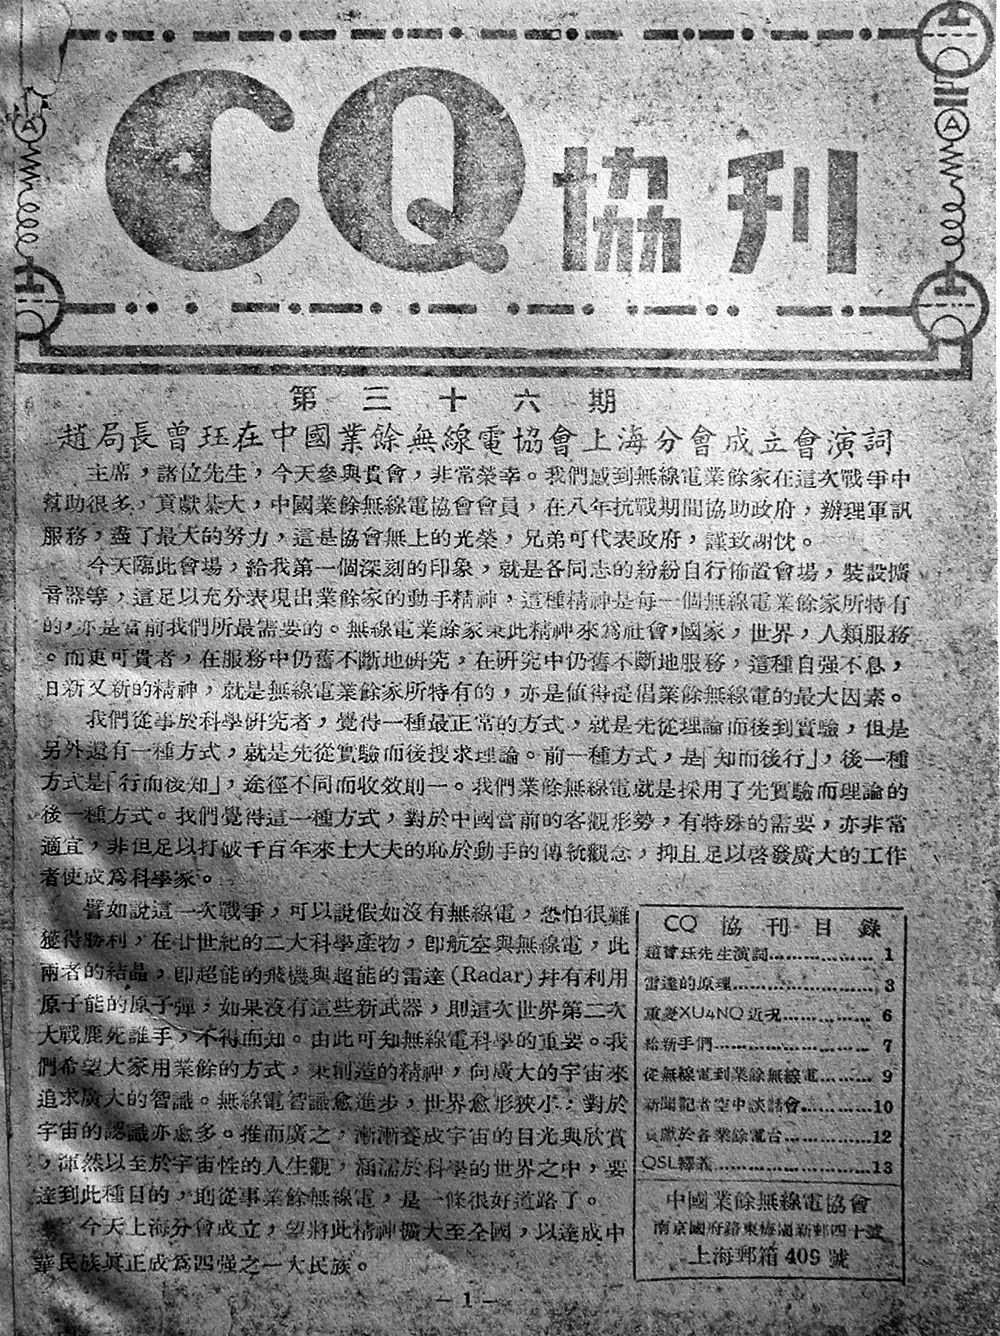 CQ協刊
第三十六期
趙局長曾珏在中國業餘無線電協會上海分會成立會演詞
主席，諸位先生，今天參與貴會，非常榮幸。我們感到無線電業餘家在這次戰爭中
幫助很多，貢獻綦大，中國業餘無線電協會會員，在八年抗戰期間協助政府，辦理軍訊
服務，盡了最大的努力，這是協會無上的光榮，兄弟可代表政府，謹致謝忱。
今天臨此會場，給我第一個深刻的印象，就是各同志的紛紛自行佈置會場，裝設擴
音器等，這足以充分表現出業餘家的動手精神，這種精神是每一個無線電業餘家所特有
的，亦是當前我們所最需要的。無線電業餘家秉此精神來爲社會，國家，世界，人類服務
。而更可貴者，在服務中仍舊不斷地研究，在研究中仍舊不斷地服務，這種自强不息，
日新又新的精神，就是無線電業餘家所特有的，亦是値得提倡業餘無線電的最大因素。
我們從事於科學研究者，覺得一種最正常的方式，就是先從理論而後到實驗，但是
另外還有一種方式，就是先從實驗而後搜求理論。前一種方式，是「知而後行」，後一種
方式是「行而後知」，途徑不同而收效則一。我們業餘無線電就是採用了先實驗而理論的
後一種方式。我們覺得這一種方式，對於中國當前的客觀形勢，有特殊的需要，亦非常
適宜，非但足以打破千百年來士大夫的恥於動手的傳統觀念，抑且足以啓發廣大的工作
者使成爲科學家。
譬如說這一次戰爭，可以說假如沒有無線電，恐怕很難
獲得勝利，在廿世紀的二大科學產物，卽航空與無線電，此
兩者的結晶，卽超能的飛機與超能的雷達(Radar)幷有利用
原子能的原子彈，如果沒有這些新武器，則這次世界第二次
大戰鹿死誰手，不得而知。由此可知無線電科學的重要。我
們希望大家用業餘的方式，秉創造的精神，向廣大的宇宙來
追求廣大的智識。無線電智識愈進步，世界愈形狹小；對於
宇宙的認識亦愈多。推而廣之，漸漸養成宇宙的目光與欣賞
，渾然以至於宇宙性的人生觀，涵濡於科學的世界之中，要
達到此種目的，則從事業餘無線電，是一條很好道路了。
今天上海分會成立，望將此精神擴大至全國，以達成中
華民族眞正成爲四强之一大民族。
CQ 協刊目錄
趙曾珏先生演詞………………1
雷達的原理………………3
重慶XU4NQ近況………………6
給新手們………………7
從無線電到業餘無線電………9
新聞記者空中談話會…………10
貢獻於各業餘電台……………12
QSL釋義………………13
中國業餘無線電協會
南京國府路東梅園新邨四十號
上海郵箱 409 號
— 1 —